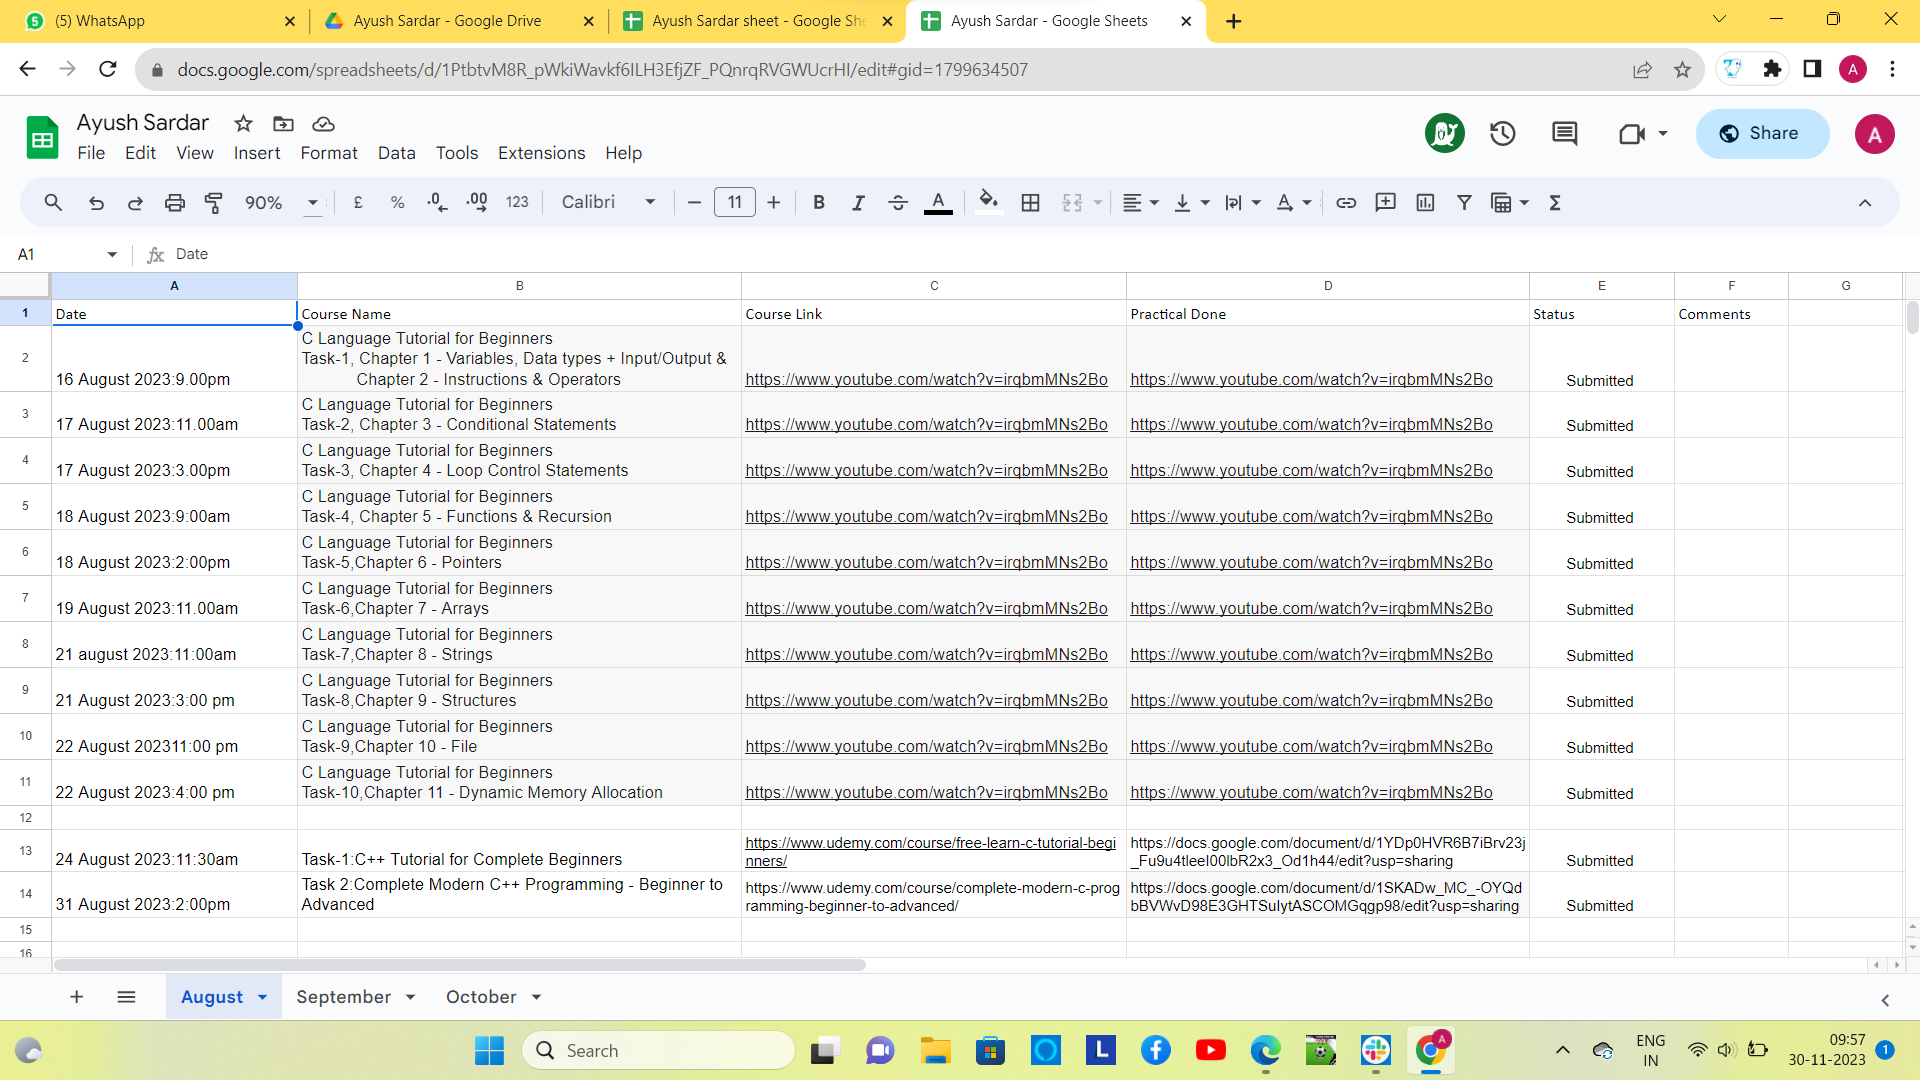 (5) WhatsApp
Ayush Sardar - Google Drive
Ayush Sardar sheet - Google She
Ayush Sardar - Google Sheets
docs.google.com/spreadsheets/d/1PtbtvM8R_pWkiWavkf6ILH3EfjZF_PQnrqRVGWUcrHI/edit#gid=1799634507
A
Ayush Sardar
File Edit View Insert Format Data Tools Extensions Help
Share
A
90% £ % .0 .00 123 Calibri 11 B I S A
A1 fx Date
A B C D E F G
1 Date Course Name Course Link Practical Done Status Comments
C Language Tutorial for Beginners
2 Task-1, Chapter 1 - Variables, Data types + Input/Output &
16 August 2023:9.00pm Chapter 2 - Instructions & Operators https://www.youtube.com/watch?v=irqbmMNs2Bo https://www.youtube.com/watch?v=irqbmMNs2Bo Submitted
3 C Language Tutorial for Beginners
17 August 2023:11.00am Task-2, Chapter 3 - Conditional Statements https://www.youtube.com/watch?v=irqbmMNs2Bo https://www.youtube.com/watch?v=irqbmMNs2Bo Submitted
4 C Language Tutorial for Beginners
17 August 2023:3.00pm Task-3, Chapter 4 - Loop Control Statements https://www.youtube.com/watch?v=irqbmMNs2Bo https://www.youtube.com/watch?v=irqbmMNs2Bo Submitted
5 C Language Tutorial for Beginners
18 August 2023:9:00am Task-4, Chapter 5 - Functions & Recursion https://www.youtube.com/watch?v=irqbmMNs2Bo https://www.youtube.com/watch?v=irqbmMNs2Bo Submitted
6 C Language Tutorial for Beginners
18 August 2023:2:00pm Task-5,Chapter 6 - Pointers https://www.youtube.com/watch?v=irqbmMNs2Bo https://www.youtube.com/watch?v=irqbmMNs2Bo Submitted
7 C Language Tutorial for Beginners
19 August 2023:11.00am Task-6,Chapter 7 - Arrays https://www.youtube.com/watch?v=irqbmMNs2Bo https://www.youtube.com/watch?v=irqbmMNs2Bo Submitted
8 C Language Tutorial for Beginners
21 august 2023:11:00am Task-7,Chapter 8 - Strings https://www.youtube.com/watch?v=irqbmMNs2Bo https://www.youtube.com/watch?v=irqbmMNs2Bo Submitted
9 C Language Tutorial for Beginners
21 August 2023:3:00 pm Task-8,Chapter 9 - Structures https://www.youtube.com/watch?v=irqbmMNs2Bo https://www.youtube.com/watch?v=irqbmMNs2Bo Submitted
10 C Language Tutorial for Beginners
22 August 202311:00 pm Task-9,Chapter 10 - File https://www.youtube.com/watch?v=irqbmMNs2Bo https://www.youtube.com/watch?v=irqbmMNs2Bo Submitted
11 C Language Tutorial for Beginners
22 August 2023:4:00 pm Task-10,Chapter 11 - Dynamic Memory Allocation https://www.youtube.com/watch?v=irqbmMNs2Bo https://www.youtube.com/watch?v=irqbmMNs2Bo Submitted
12
13 https://www.udemy.com/course/free-learn-c-tutorial-begi https://docs.google.com/document/d/1YDp0HVR6B7iBrv23j
24 August 2023:11:30am Task-1:C++ Tutorial for Complete Beginners nners/ _Fu9u4tleeI00lbR2x3_Od1h44/edit?usp=sharing Submitted
14 Task 2:Complete Modern C++ Programming - Beginner to https://www.udemy.com/course/complete-modern-c-prog https://docs.google.com/document/d/1SKADw_MC_-OYQd
31 August 2023:2:00pm Advanced ramming-beginner-to-advanced/ bBVWvD98E3GHTSulytASCOMGqgp98/edit?usp=sharing Submitted
15
16
August September October
Search
L
A
ENG
IN
09:57
30-11-2023
1